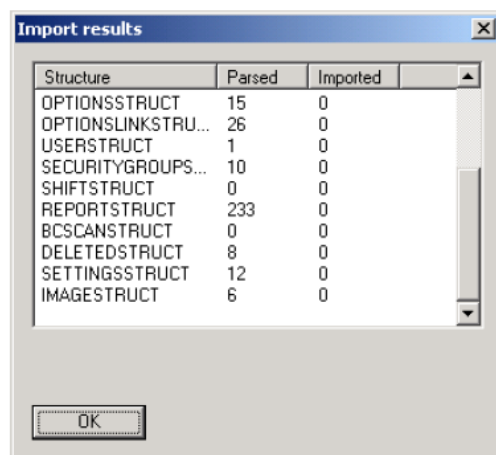 Import results
Structure Parsed Imported
OPTIONSSTRUCT 15 0
OPTIONSLINKSTRU... 26 0
USERSTRUCT 1 0
SECURITYGROUPS... 10 0
SHIFTSTRUCT 0 0
REPORTSTRUCT 233 0
BCSCANSTRUCT 0 0
DELETEDSTRUCT 8 0
SETTINGSSTRUCT 12 0
IMAGESTRUCT 6 0
OK